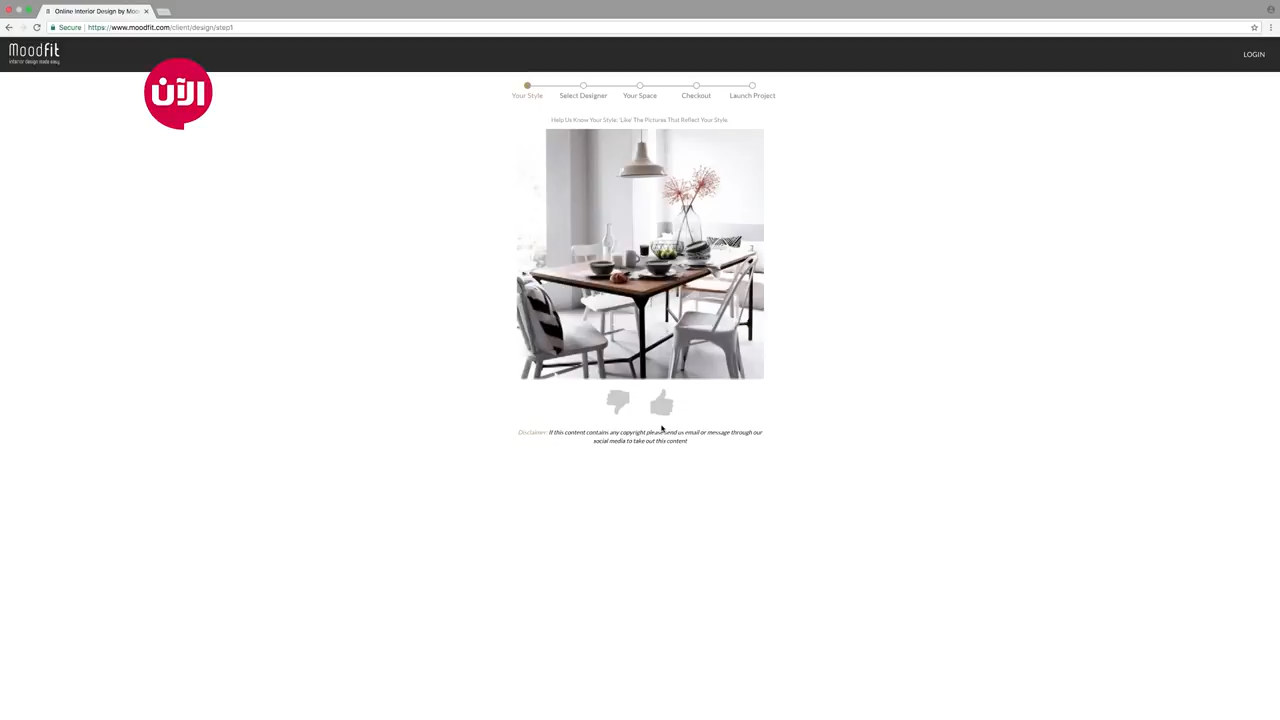 Online Interior Design by Moo
Secure https://www.moodfit.com/client/design/step1
Moodfit
interior design made easy
LOGIN
الآن
Your Style Select Designer Your Space Checkout Launch Project
Help Us Know Your Style: 'Like' The Pictures That Reflect Your Style
Disclaimer: If this content contains any copyright please send us email or message through our
social media to take out this content